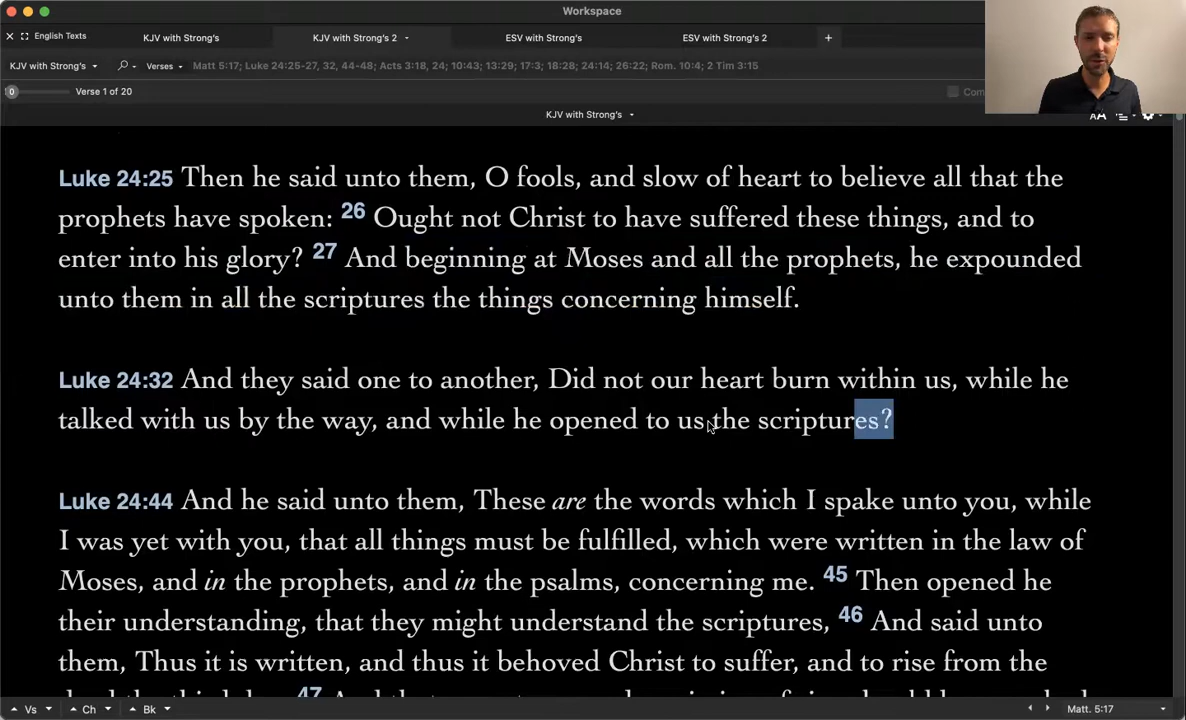 Workspace
English Texts
KJV with Strong's
KJV with Strong's 2
ESV with Strong's
ESV with Strong's 2
+
KJV with Strong's
Verses
Matt 5:17; Luke 24:25-27, 32, 44-48; Acts 3:18, 24; 10:43; 13:29; 17:3; 18:28; 24:14; 26:22; Rom. 10:4; 2 Tim 3:15
0
Verse 1 of 20
Com
KJV with Strong's
AA
Luke 24:25 Then he said unto them, O fools, and slow of heart to believe all that the
prophets have spoken: 26 Ought not Christ to have suffered these things, and to
enter into his glory? 27 And beginning at Moses and all the prophets, he expounded
unto them in all the scriptures the things concerning himself.
Luke 24:32 And they said one to another, Did not our heart burn within us, while he
talked with us by the way, and while he opened to us the scriptures?
Luke 24:44 And he said unto them, These are the words which I spake unto you, while
I was yet with you, that all things must be fulfilled, which were written in the law of
Moses, and in the prophets, and in the psalms, concerning me. 45 Then opened he
their understanding, that they might understand the scriptures, 46 And said unto
them, Thus it is written, and thus it behoved Christ to suffer, and to rise from the
47
Vs
Ch
Bk
Matt. 5:17